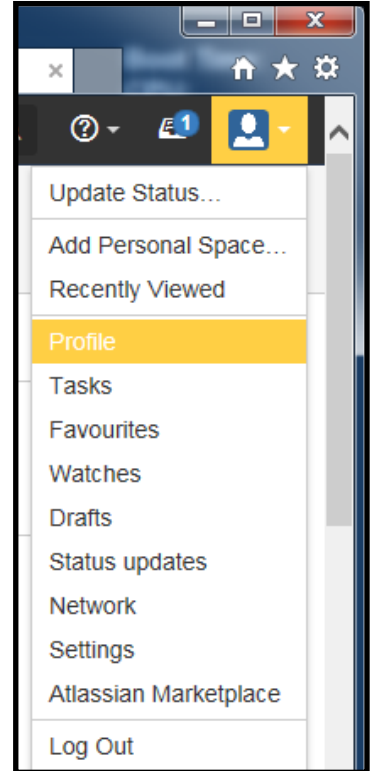 1
Update Status...
Add Personal Space...
Recently Viewed
Profile
Tasks
Favourites
Watches
Drafts
Status updates
Network
Settings
Atlassian Marketplace
Log Out